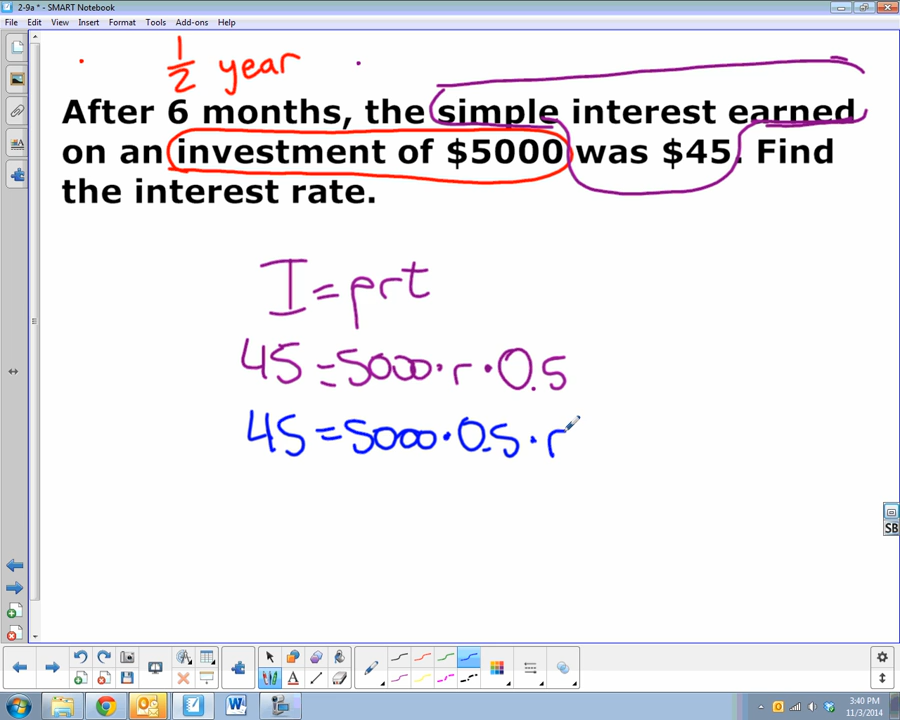 2-9a * - SMART Notebook
File Edit View Insert Format Tools Add-ons Help
1/2 year
After 6 months, the simple interest earned
on an investment of $5000 was $45. Find
the interest rate.
I = prt
45 = 5000 · r · 0.5
45 = 5000 · 0.5 · r
SB
3:40 PM
11/3/2014